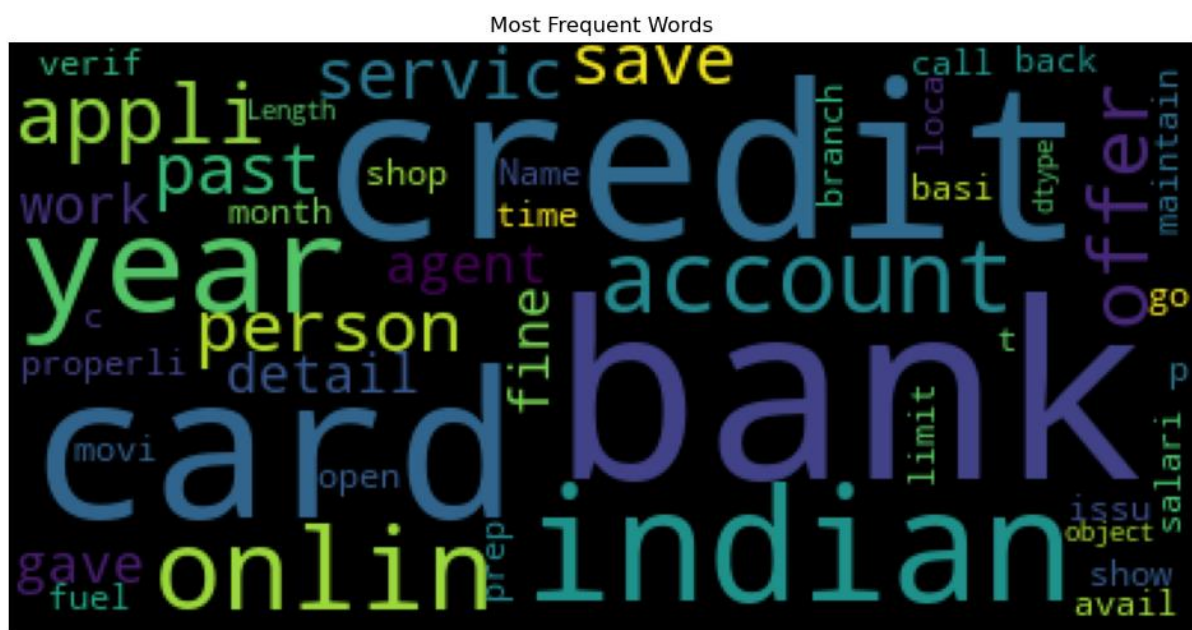 Most Frequent Words
verif
servic
save
call
back
appli
Length
credit
branch
loca
offer
maintain
past
shop
Name
basi
dtype
work
month
time
year
agent
account
go
c
person
fine
t
properli
detail
bank
p
card
movi
open
limit
salari
onlin
prep
indian
issu
object
gave
fuel
show
avail